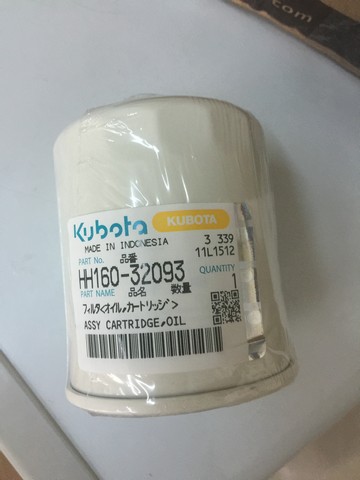 com
Kubota KUBOTA
MADE IN INDONESIA 3 339
PART No. 品番 11L1512
HH160-32093 QUANTITY
PART NAME 品名 数量 1
フィルタ<オイル,カートリッジ>
ASSY CARTRIDGE,OIL